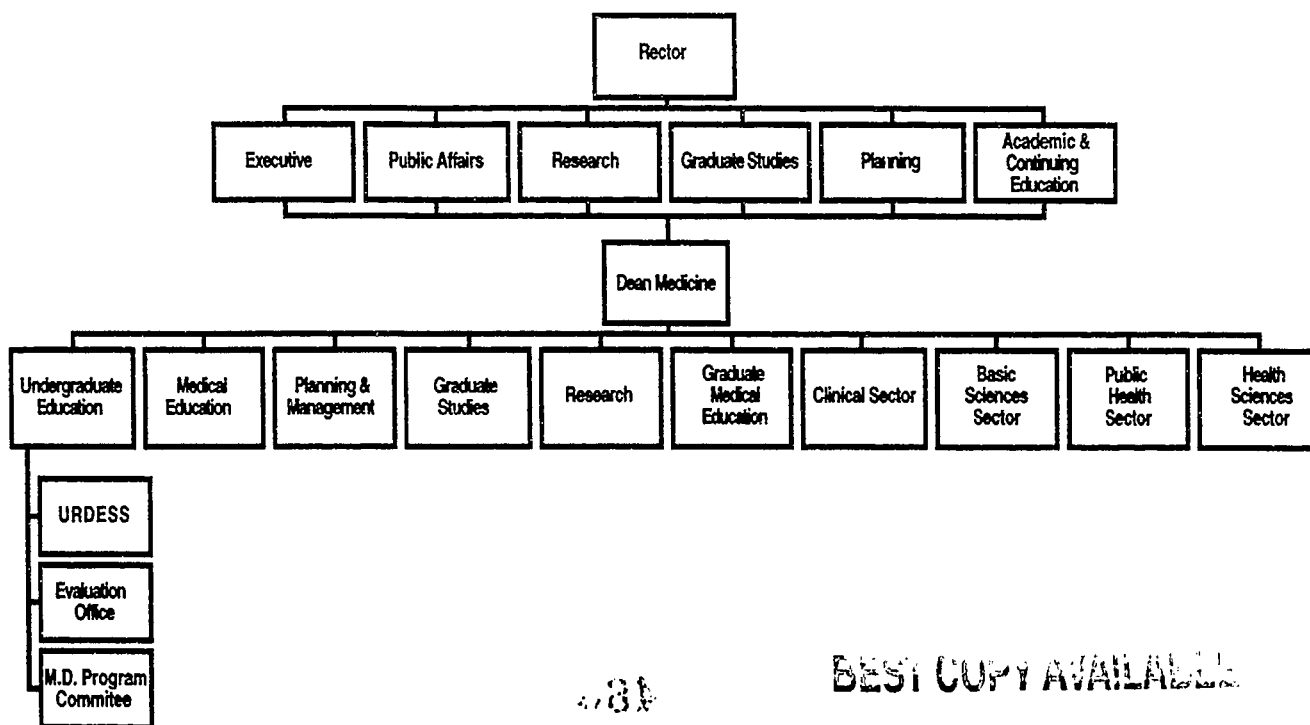 Rector
Executive
Public Affairs
Research
Graduate Studies
Planning
Academic &
Continuing
Education
Dean Medicine
Undergraduate
Education
Medical
Education
Planning &
Management
Graduate
Studies
Research
Graduate
Medical
Education
Clinical Sector
Basic
Sciences
Sector
Public
Health
Sector
Health
Sciences
Sector
URDESS
Evaluation
Office
M.D. Program
Commitee
BEST COPY AVAILABLE